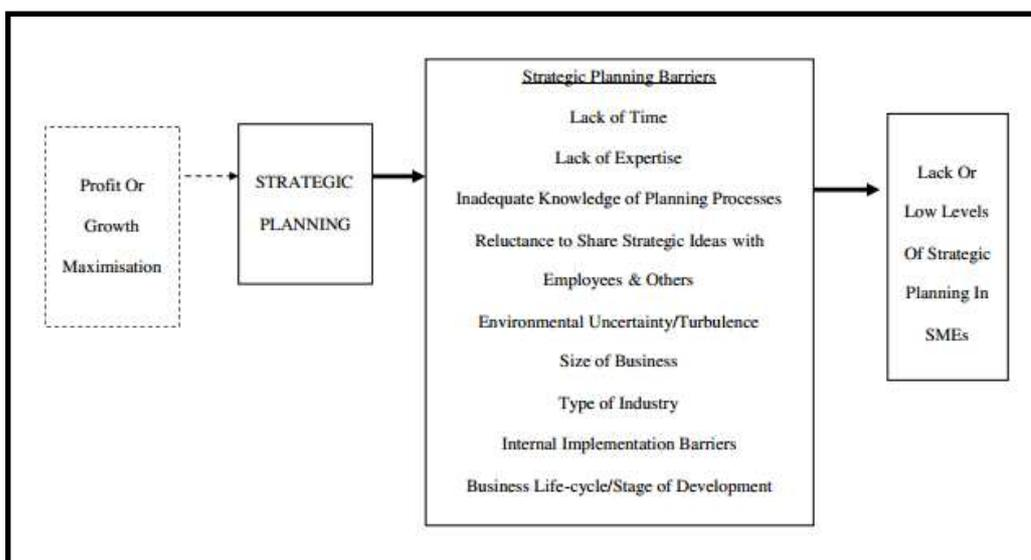 Profit Or
Growth
Maximisation
STRATEGIC
PLANNING
Strategic Planning Barriers
Lack of Time
Lack of Expertise
Inadequate Knowledge of Planning Processes
Reluctance to Share Strategic Ideas with
Employees & Others
Environmental Uncertainty/Turbulence
Size of Business
Type of Industry
Internal Implementation Barriers
Business Life-cycle/Stage of Development
Lack Or
Low Levels
Of Strategic
Planning In
SMEs